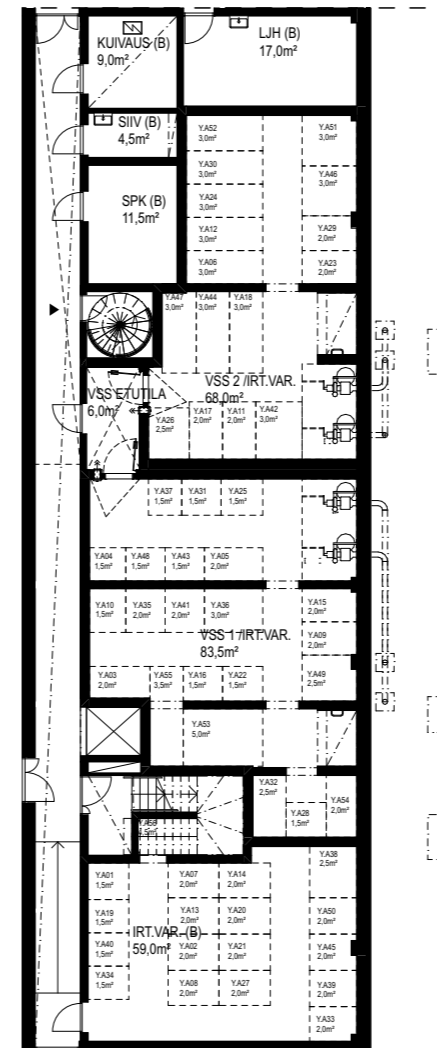 KUIVAUS (B)
9,0m²
LJH (B)
17,0m²
SIIV (B)
4,5m²
SPK (B)
11,5m²
Y.A52
3,0m²
Y.A51
3,0m²
Y.A30
3,0m²
Y.A46
3,0m²
Y.A24
3,0m²
Y.A12
3,0m²
Y.A29
2,0m²
Y.A06
3,0m²
Y.A23
2,0m²
Y.A47
3,0m²
Y.A44
3,0m²
Y.A18
3,0m²
VSS ETUTILA
6,0m²
VSS 2 /IRT.VAR.
68,0m²
Y.A26
2,5m²
Y.A17
2,0m²
Y.A11
2,0m²
Y.A42
3,0m²
Y.A37
1,5m²
Y.A31
1,5m²
Y.A25
1,5m²
Y.A04
1,5m²
Y.A48
1,5m²
Y.A43
1,5m²
Y.A05
2,0m²
Y.A10
1,5m²
Y.A35
2,0m²
Y.A41
2,0m²
Y.A36
3,0m²
Y.A15
2,0m²
VSS 1 /IRT.VAR.
83,5m²
Y.A09
2,0m²
Y.A03
2,0m²
Y.A55
3,5m²
Y.A16
1,5m²
Y.A22
1,5m²
Y.A49
2,5m²
Y.A53
5,0m²
Y.A32
2,5m²
Y.A28
1,5m²
Y.A54
2,0m²
Y.A38
2,5m²
Y.A01
1,5m²
Y.A07
2,0m²
Y.A14
2,0m²
Y.A19
1,5m²
Y.A13
2,0m²
Y.A20
2,0m²
Y.A50
2,0m²
IRT.VAR. (B)
59,0m²
Y.A40
1,5m²
Y.A02
2,0m²
Y.A21
2,0m²
Y.A45
2,0m²
Y.A34
1,5m²
Y.A08
2,0m²
Y.A27
2,0m²
Y.A39
2,0m²
Y.A33
2,0m²